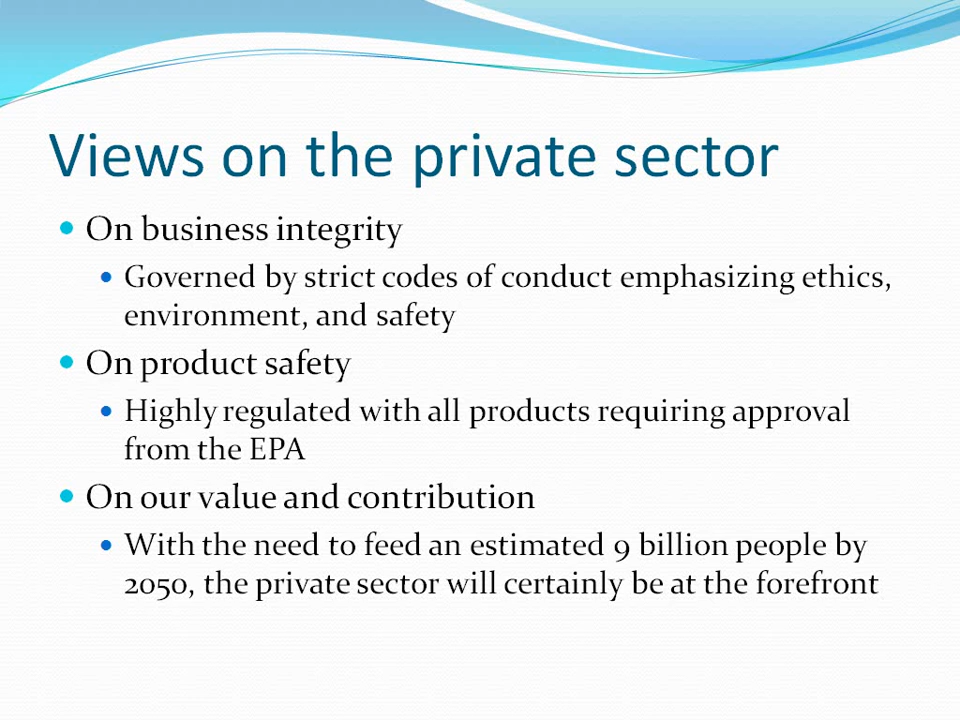 Views on the private sector
On business integrity
Governed by strict codes of conduct emphasizing ethics,
environment, and safety
On product safety
Highly regulated with all products requiring approval
from the EPA
On our value and contribution
With the need to feed an estimated 9 billion people by
2050, the private sector will certainly be at the forefront